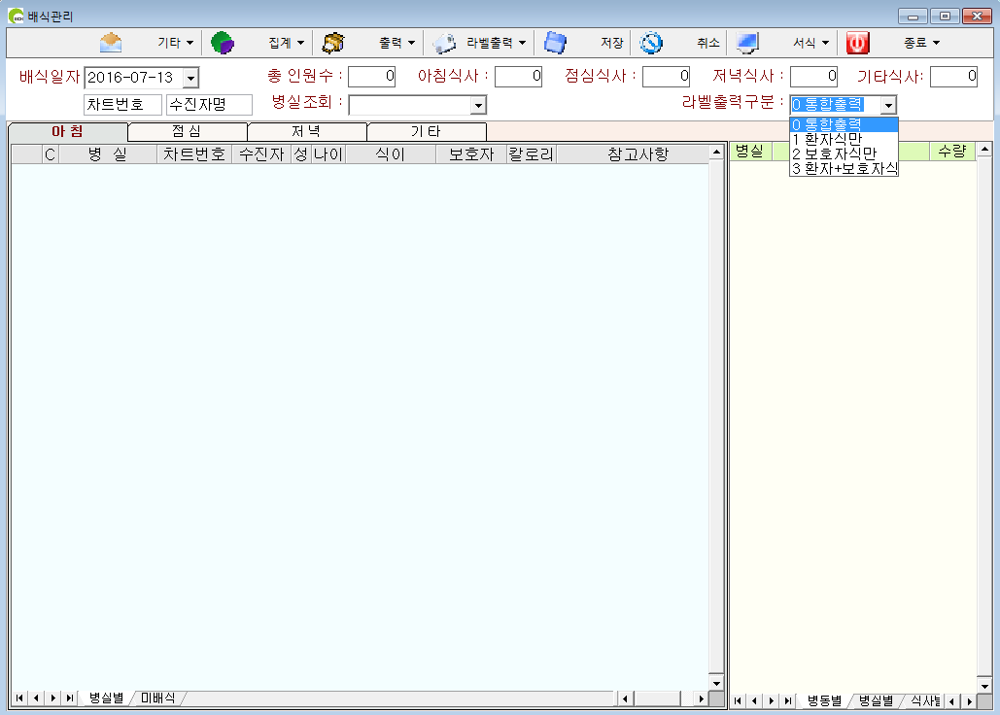 배식관리
기타 집계 출력 라벨출력 저장 취소 서식 종료
배식일자 2016-07-13 총 인원수 : 0 아침식사 : 0 점심식사 : 0 저녁식사 : 0 기타식사: 0
차트번호 수진자명 병실조회 : 라벨출력구분 : 0 통합출력
0 통합출력
1 환자식만
2 보호자식만
3 환자+보호자식
아 침 점 심 저 녁 기 타
C 병 실 차트번호 수진자 성 나이 식이 보호자 칼로리 참고사항
병실 수량
병실별 미배식
병동별 병실별 식사별